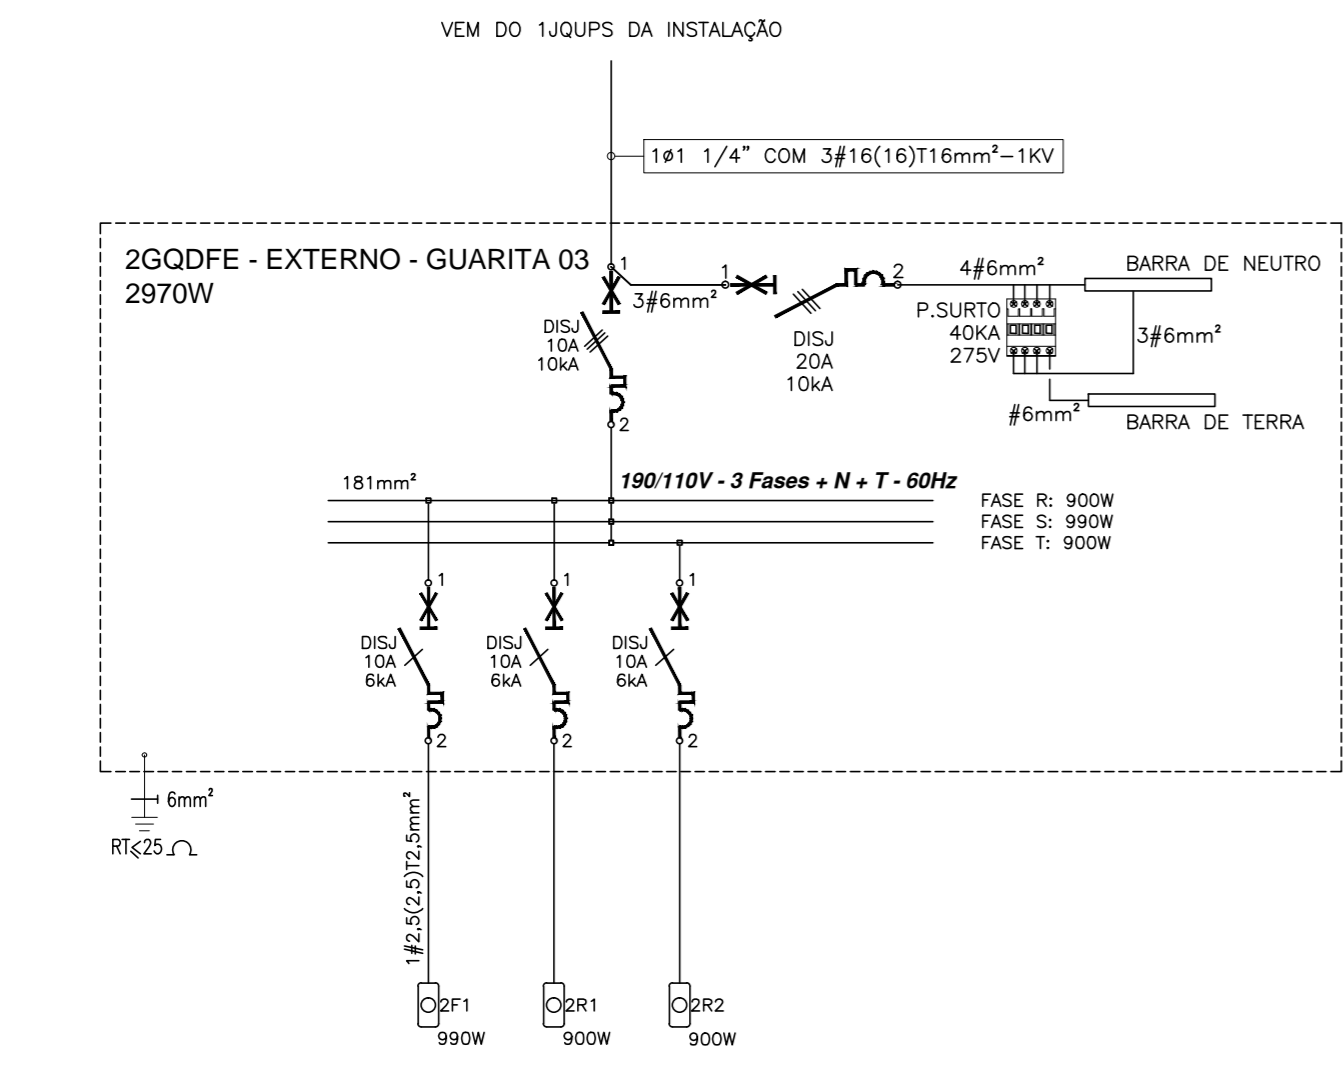 VEM DO 1JQUPS DA INSTALAÇÃO
1ø1 1/4" COM 3#16(16)T16mm²-1KV
2GQDFE - EXTERNO - GUARITA 03
2970W
1
3#6mm²
1
2
4#6mm²
BARRA DE NEUTRO
DISJ
10A
10kA
2
DISJ
20A
10kA
P.SURTO
40KA
275V
3#6mm²
#6mm²
BARRA DE TERRA
181mm²
190/110V - 3 Fases + N + T - 60Hz
FASE R: 900W
FASE S: 990W
FASE T: 900W
1
DISJ
10A
6kA
2
1
DISJ
10A
6kA
2
1
DISJ
10A
6kA
2
6mm²
RT≤25 Ω
1#2,5(2,5)T2,5mm²
2F1
990W
2R1
900W
2R2
900W